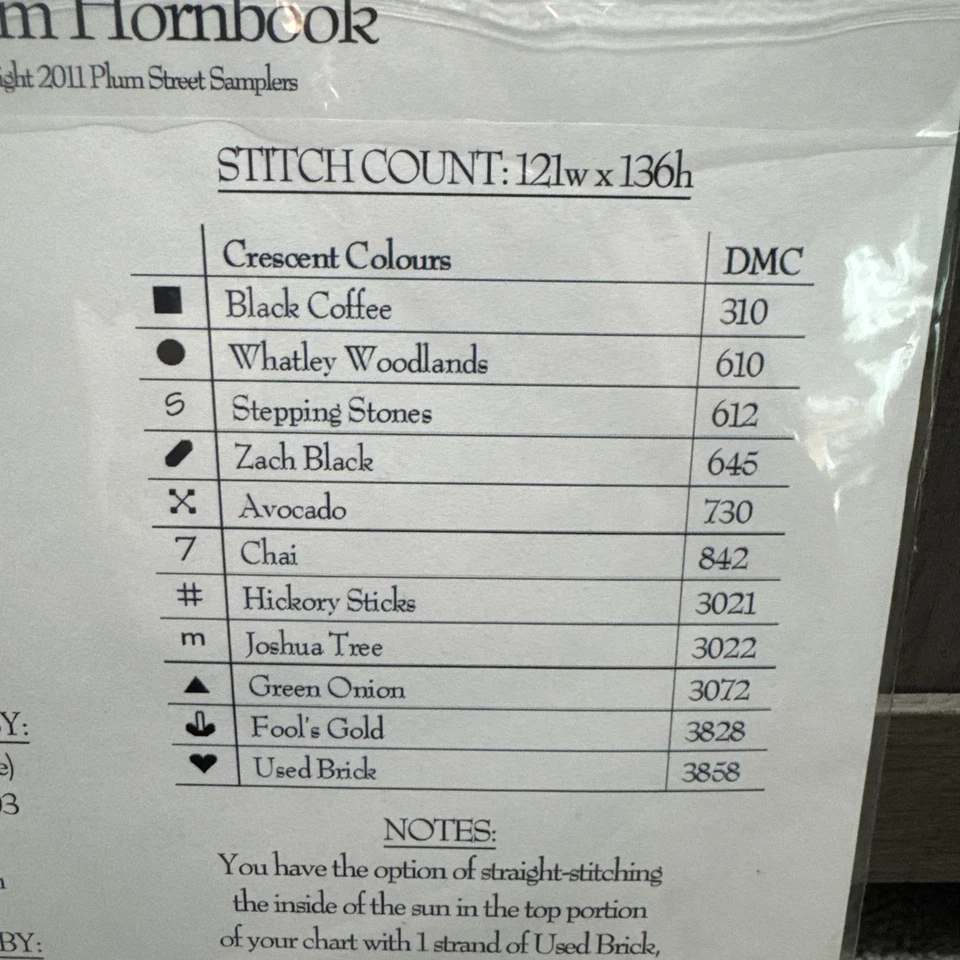 m Hornbook
ight 2011 Plum Street Samplers
STITCH COUNT: 121w x 136h
Crescent Colours DMC
■ Black Coffee 310
● Whatley Woodlands 610
S Stepping Stones 612
Zach Black 645
Avocado 730
7 Chai 842
# Hickory Sticks 3021
m Joshua Tree 3022
▲ Green Onion 3072
Fool's Gold 3828
♥ Used Brick 3858
Y:
e)
03
BY:
NOTES:
You have the option of straight-stitching
the inside of the sun in the top portion
of your chart with 1 strand of Used Brick,